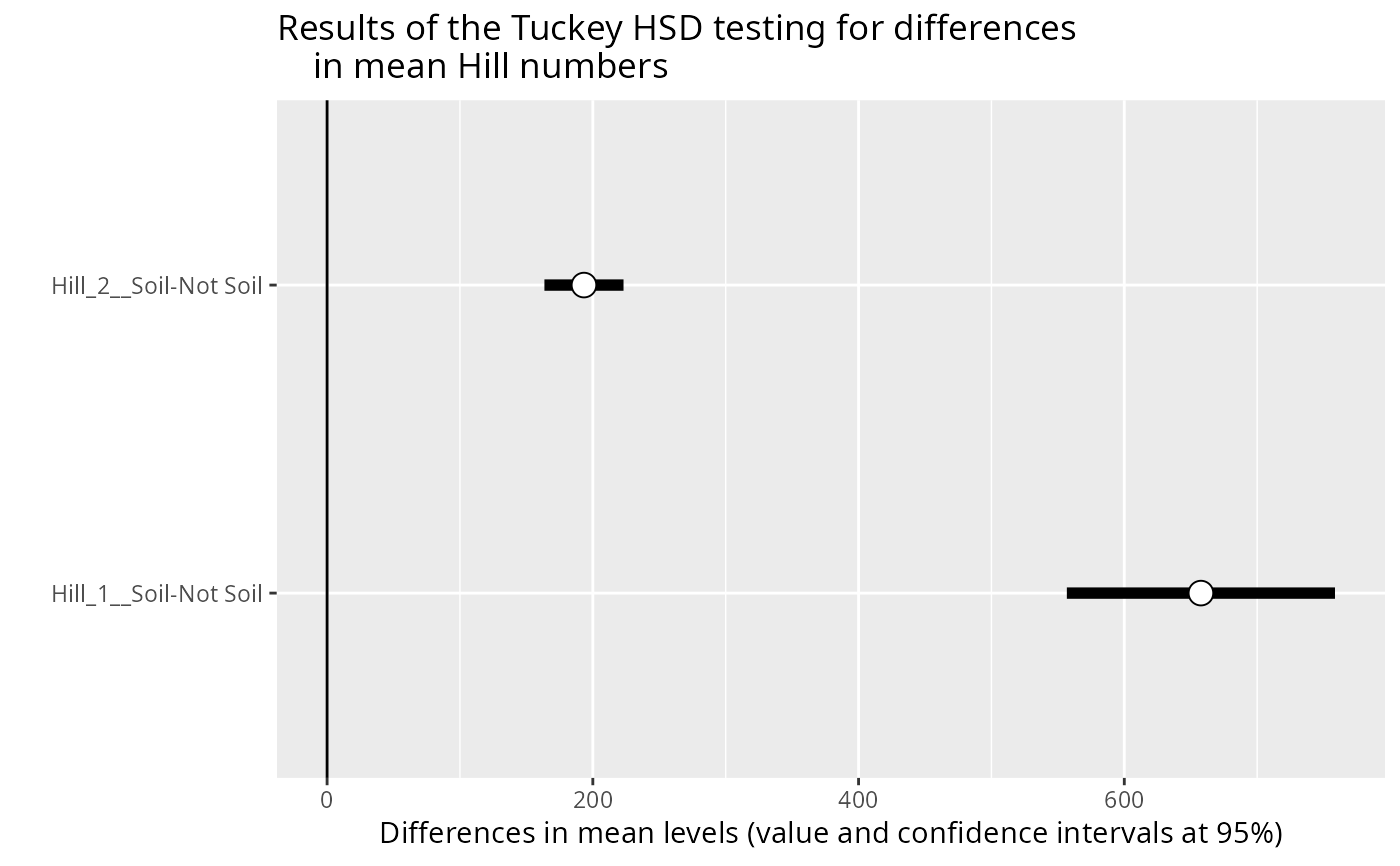 Results of the Tuckey HSD testing for differences
in mean Hill numbers
Hill_2__Soil-Not Soil
Hill_1__Soil-Not Soil
0 200 400 600
Differences in mean levels (value and confidence intervals at 95%)